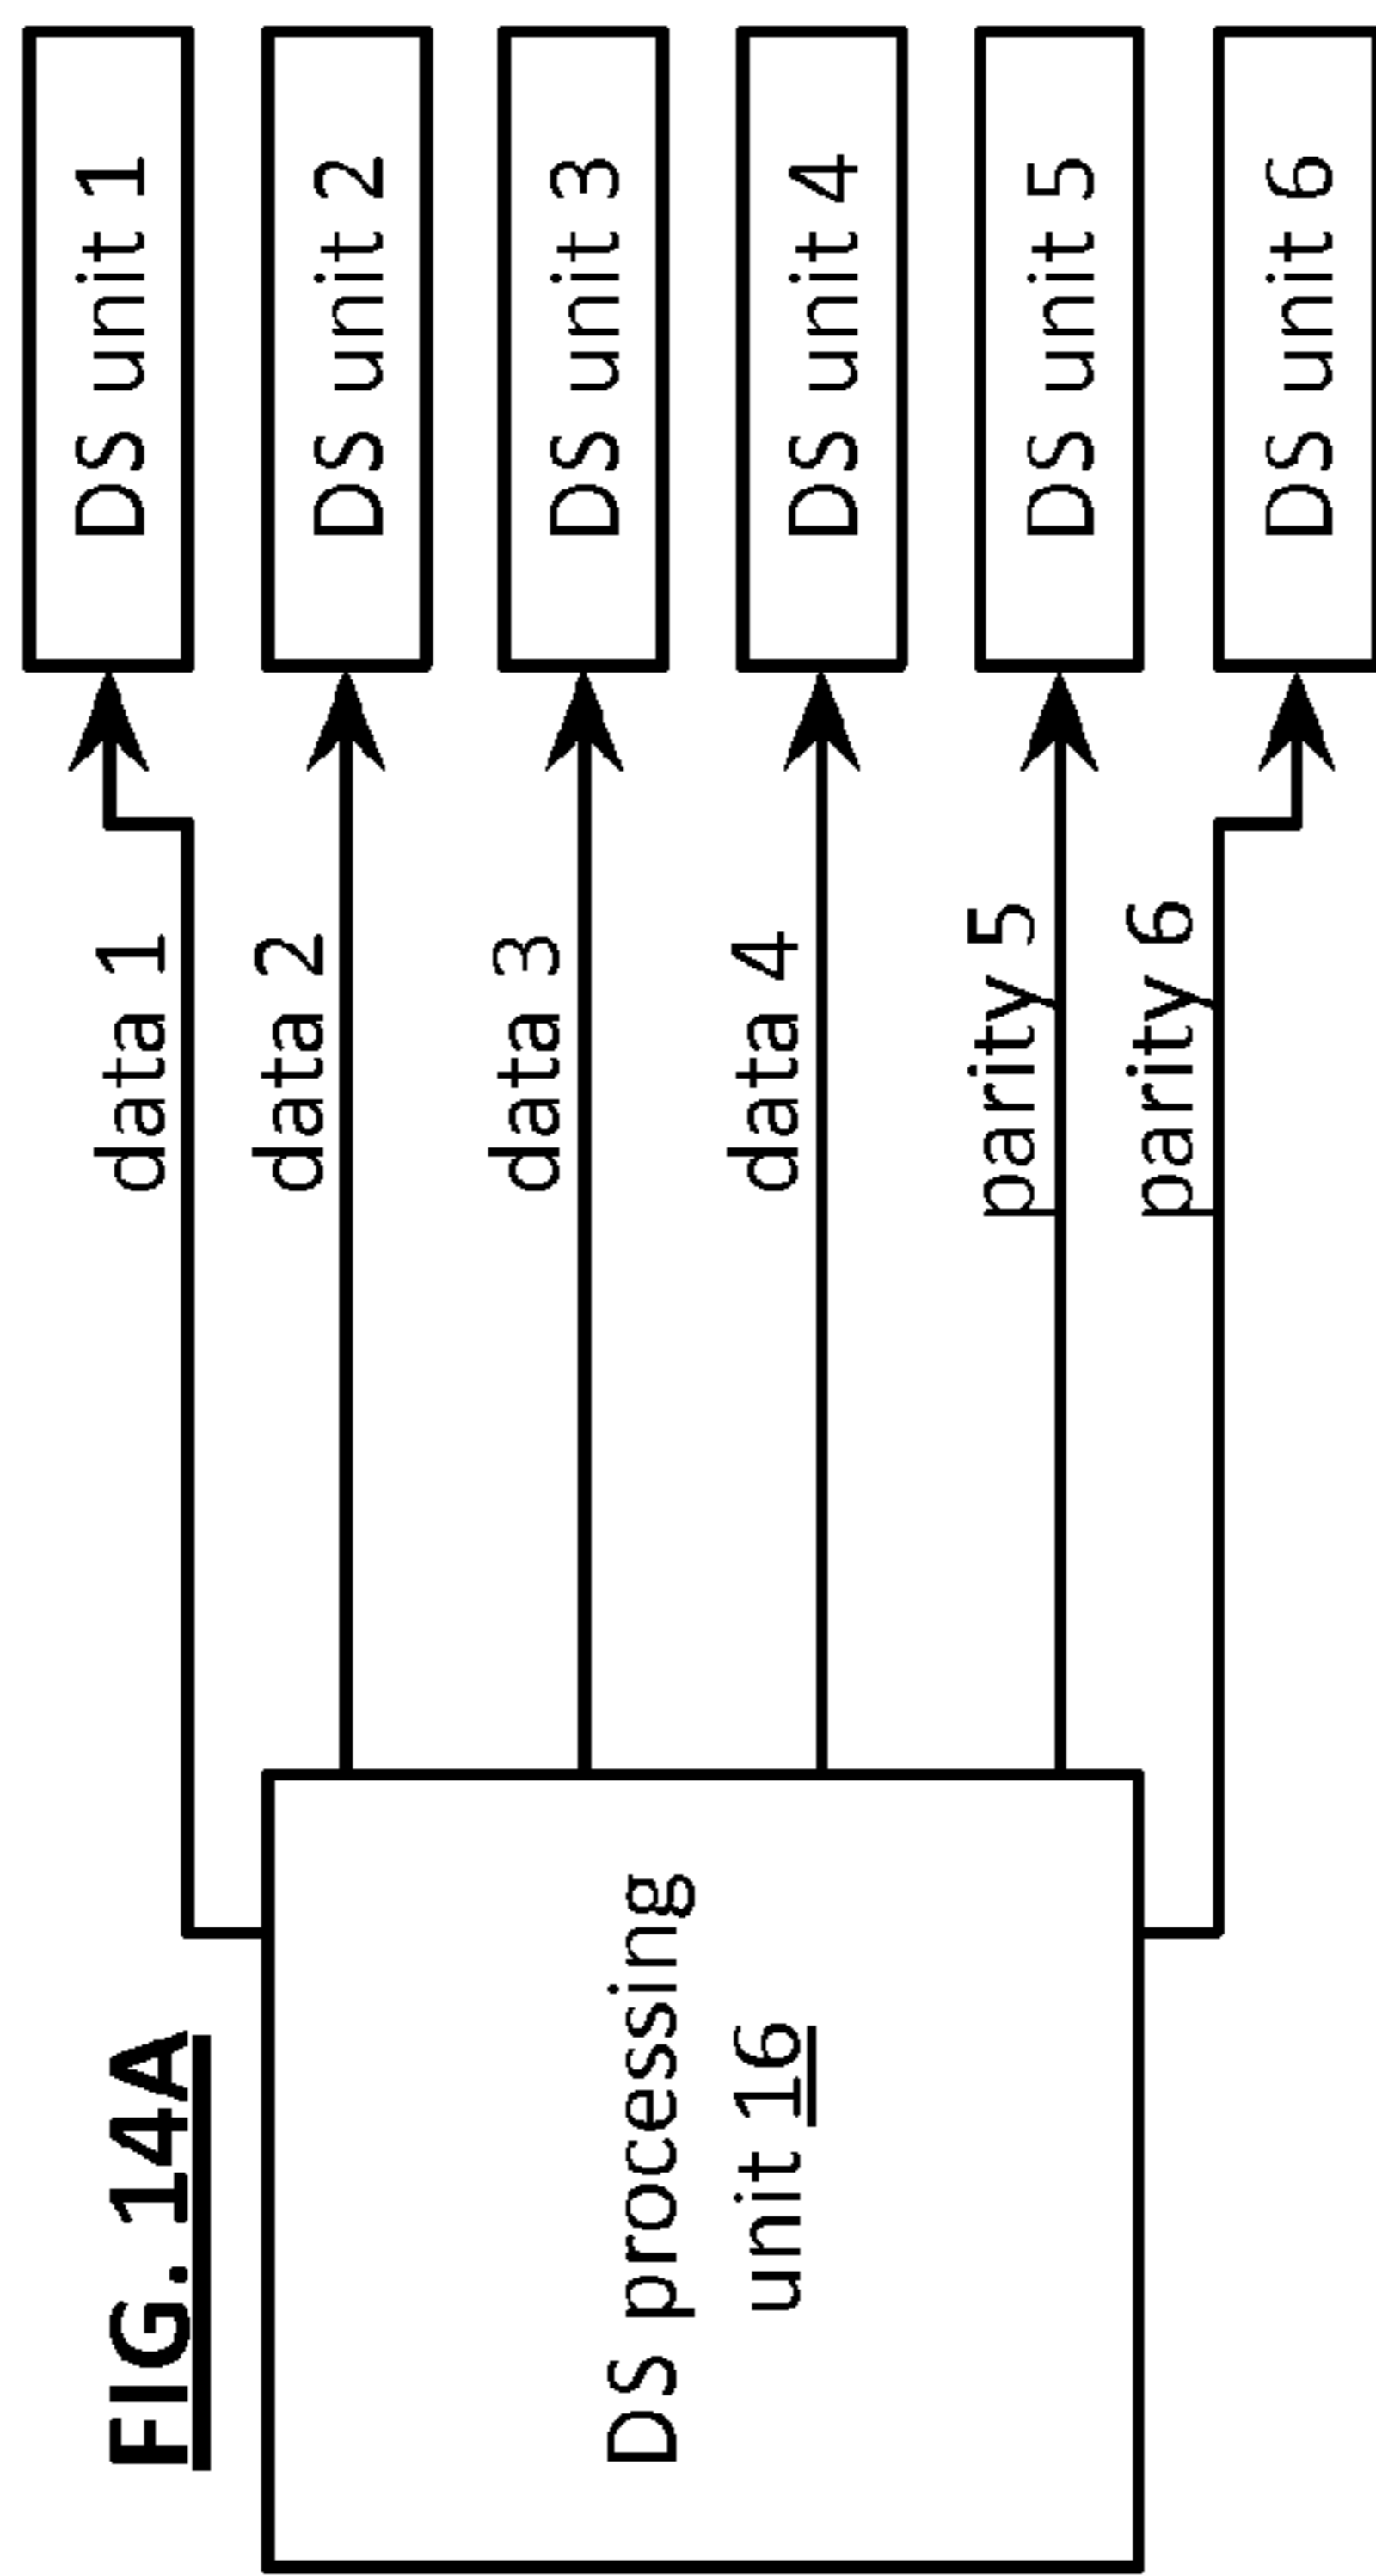 FIG. 14A
DS processing
unit 16
data 1
data 2
data 3
data 4
parity 5
parity 6
DS unit 1
DS unit 2
DS unit 3
DS unit 4
DS unit 5
DS unit 6